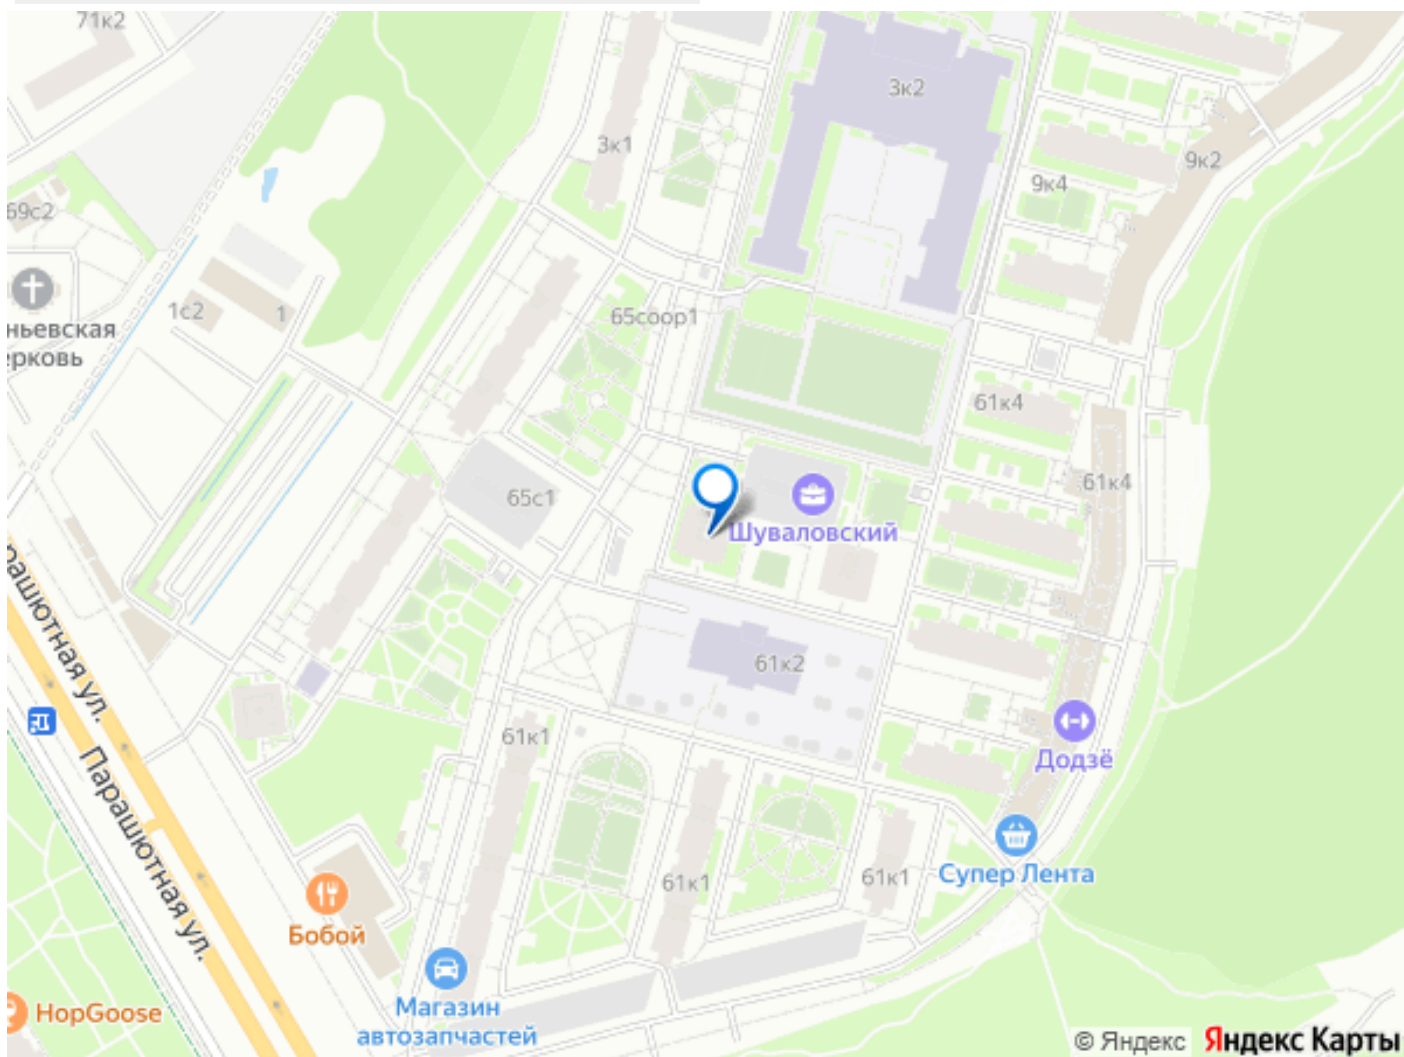 71к2
3к2
3к1
9к2
9к4
69с2
1с2
1
65соор1
ньевская
ерковь
61к4
61к4
65с1
Шуваловский
рашютная ул.
61к2
61к1
Додзё
Парашютная ул.
61к1
61к1
Супер Лента
Бобой
HopGoose
Магазин
автозапчастей
© Яндекс Яндекс Карты